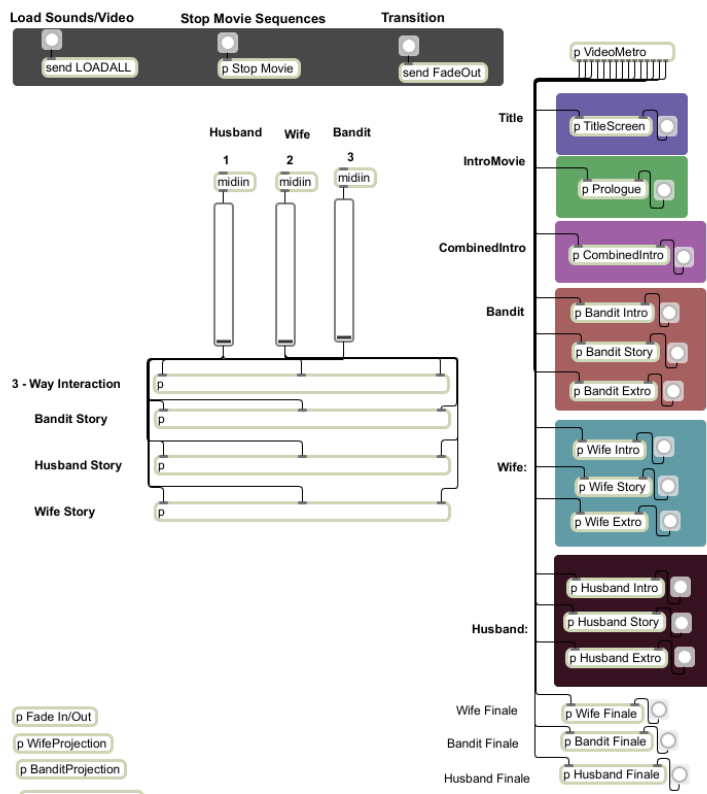 Load Sounds/Video
Stop Movie Sequences
Transition
send LOADALL
p Stop Movie
send FadeOut
p VideoMetro
Title
p TitleScreen
IntroMovie
p Prologue
CombinedIntro
p CombinedIntro
Bandit
p Bandit Intro
p Bandit Story
p Bandit Extro
Wife:
p Wife Intro
p Wife Story
p Wife Extro
Husband:
p Husband Intro
p Husband Story
p Husband Extro
Wife Finale
p Wife Finale
Bandit Finale
p Bandit Finale
Husband Finale
p Husband Finale
Husband
Wife
Bandit
1
2
3
midiin
midiin
midiin
3 - Way Interaction
p
Bandit Story
p
Husband Story
p
Wife Story
p
p Fade In/Out
p WifeProjection
p BanditProjection